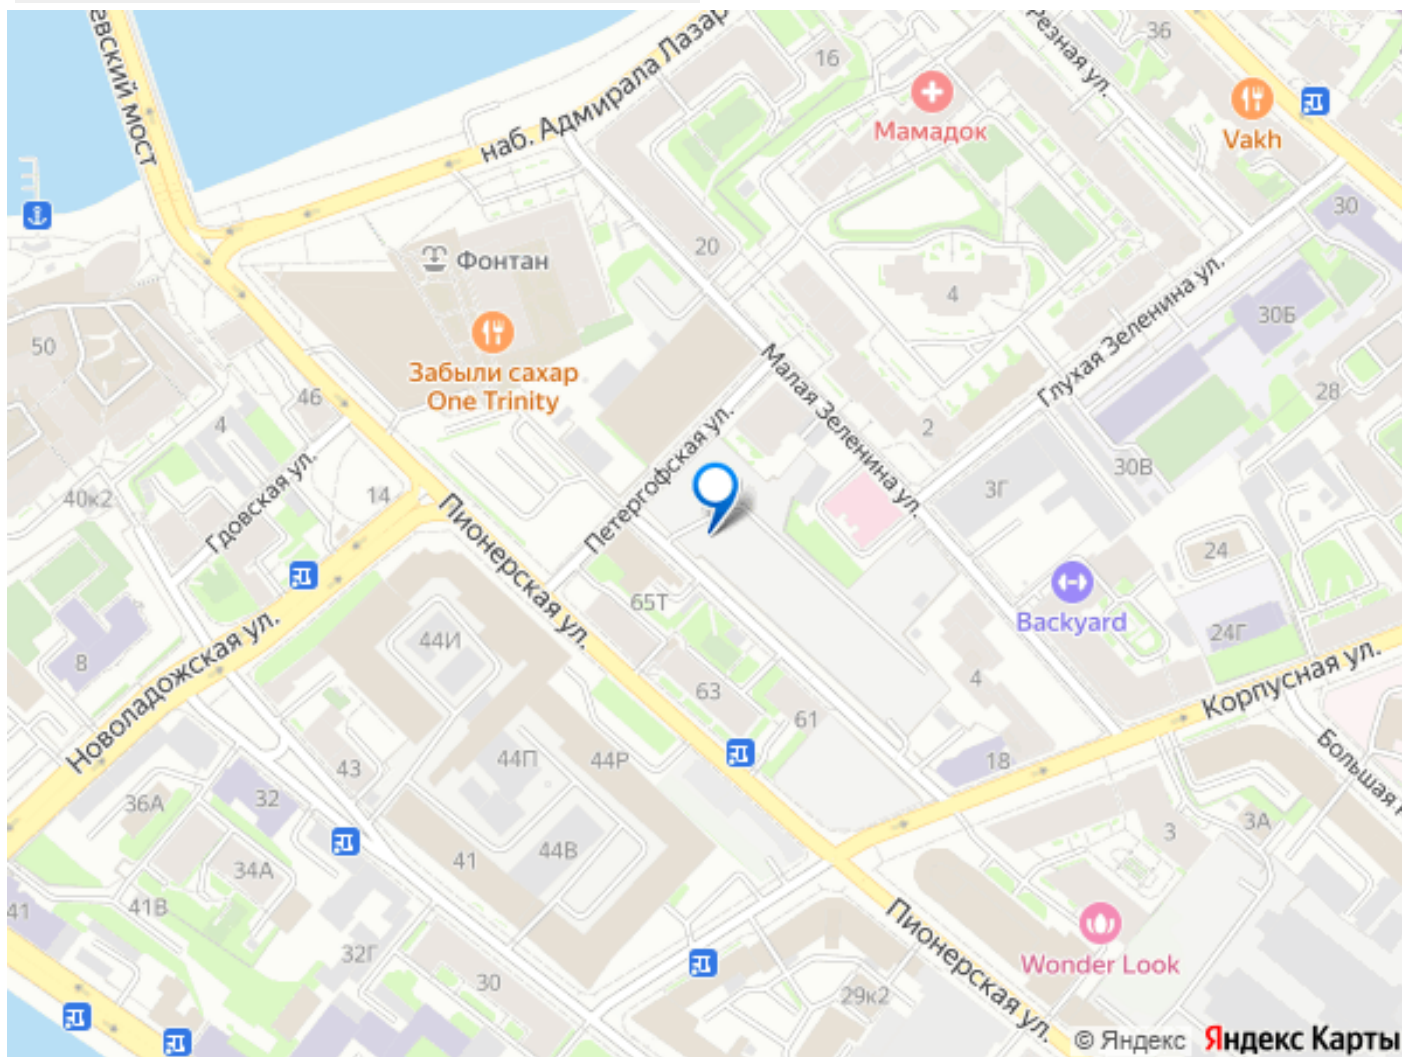 евский мост
наб. Адмирала Лазар
16
Мамадок
Резная ул.
36
Vakh
30
20
Фонтан
4
Глухая Зеленина ул.
30Б
50
Забыли сахар
One Trinity
Малая Зеленина ул.
28
46
4
2
Петергофская ул.
30В
40к2
Гдовская ул.
14
3Г
Пионерская ул.
24
65Т
Backyard
24Г
44И
8
Новоладожская ул.
63
4
Корпусная ул.
61
18
44П
44Р
43
Большая
36А
32
3
3А
34А
41
44В
41
41В
Пионерская ул.
32Г
30
Wonder Look
29к2
© Яндекс Яндекс Карты